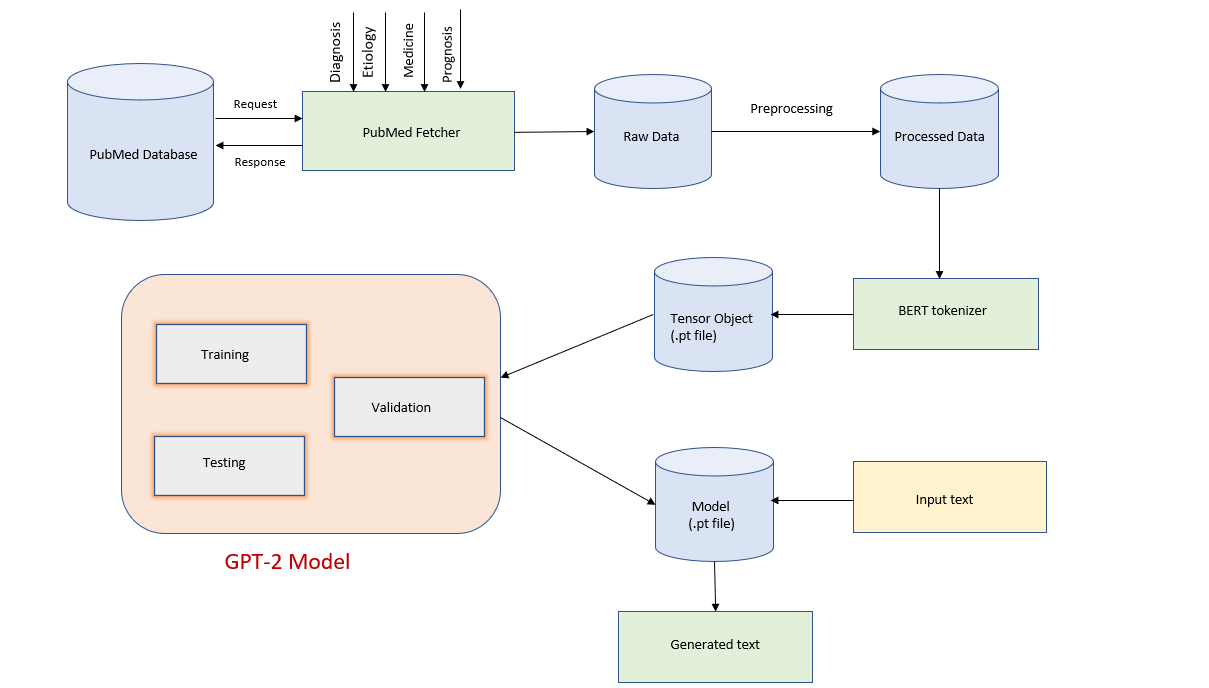 Diagnosis
Etiology
Medicine
Prognosis
PubMed Database
Request
Response
PubMed Fetcher
Raw Data
Preprocessing
Processed Data
BERT tokenizer
Tensor Object
(.pt file)
Training
Validation
Testing
GPT-2 Model
Model
(.pt file)
Input text
Generated text